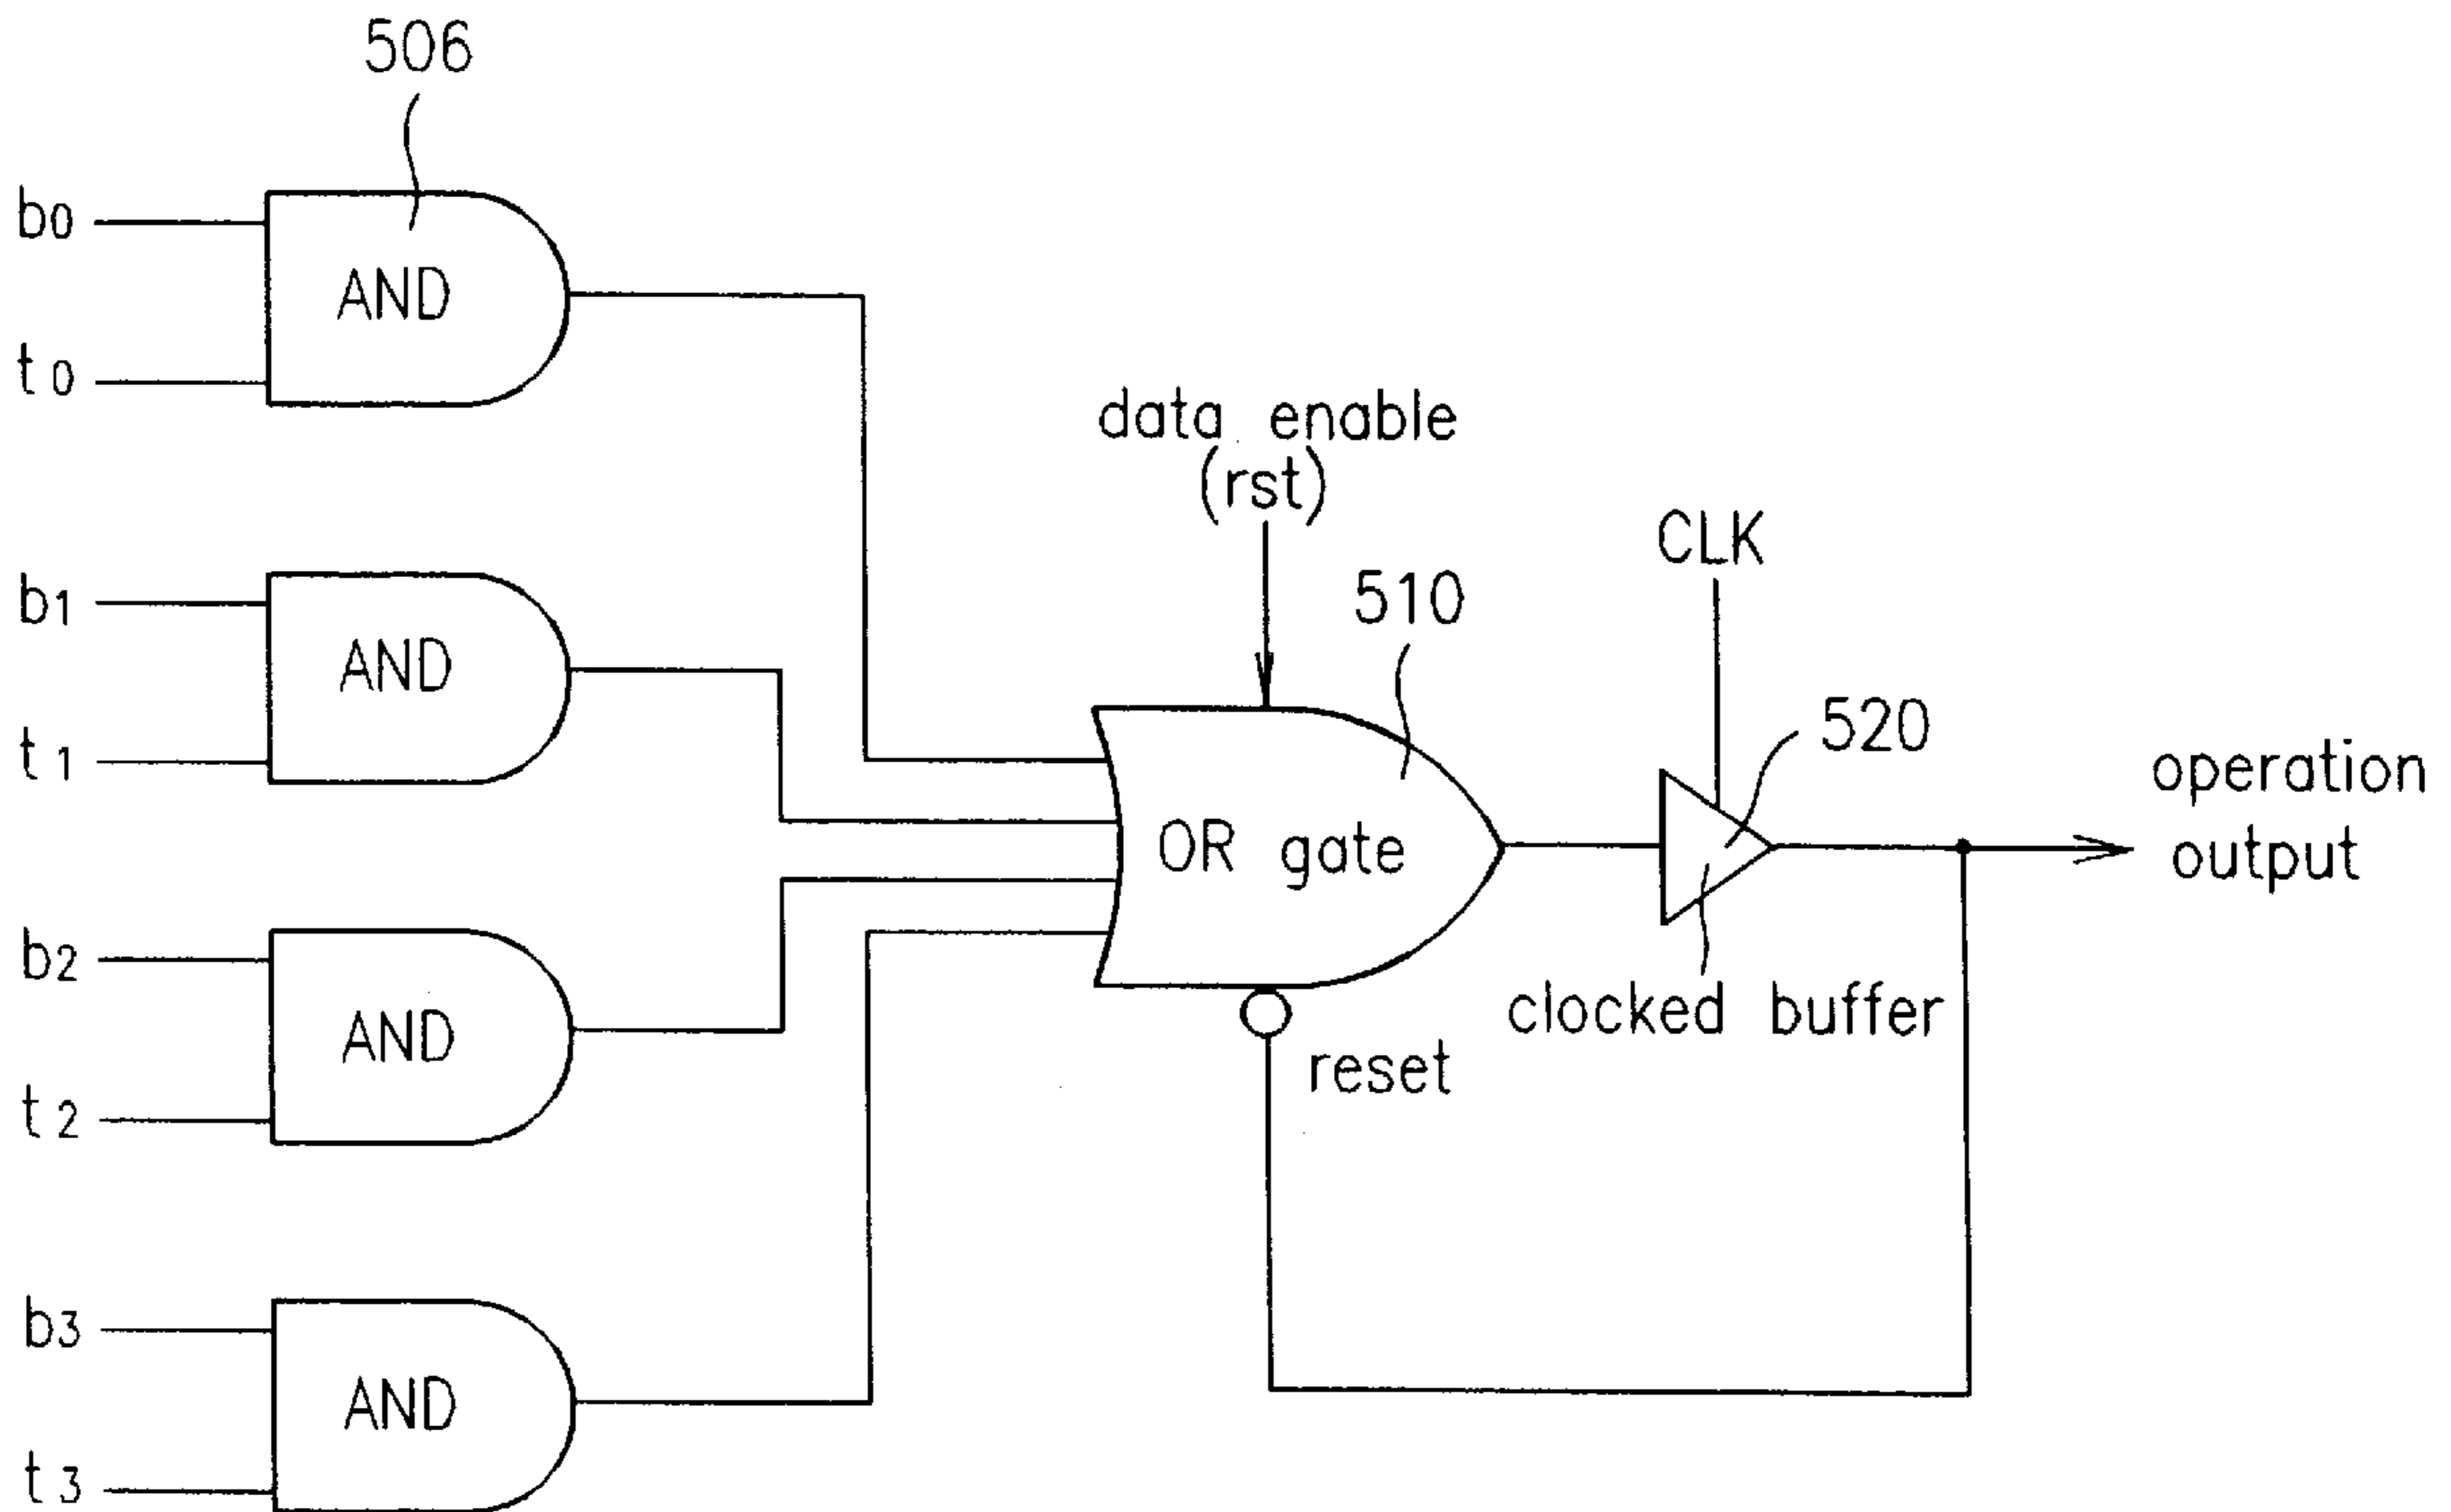 506
b0
AND
t0
data enable
(rst)
CLK
b1
510
AND
520
t1
operation
output
OR gate
b2
clocked buffer
AND
reset
t2
b3
AND
t3